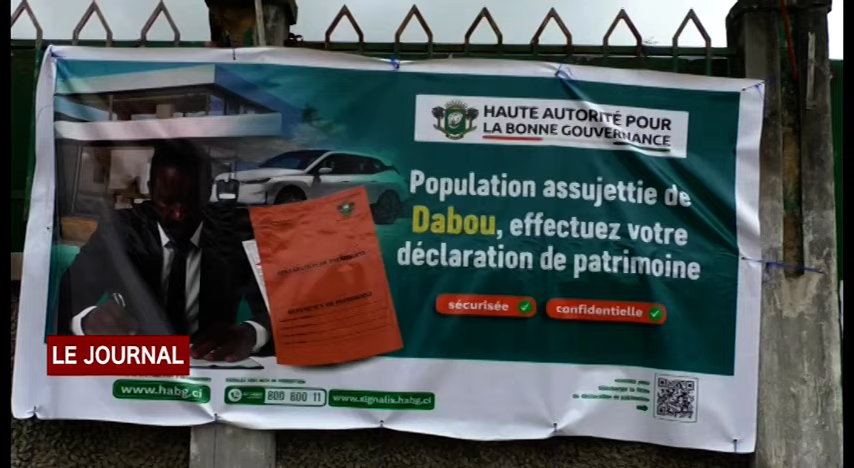 HAUTE AUTORITÉ POUR
LA BONNE GOUVERNANCE
Population assujettie de
Dabou, effectuez votre
déclaration de patrimoine
sécurisée
confidentielle
LE JOURNAL
www.habg.ci
800 800 11
www.signalis.habg.ci